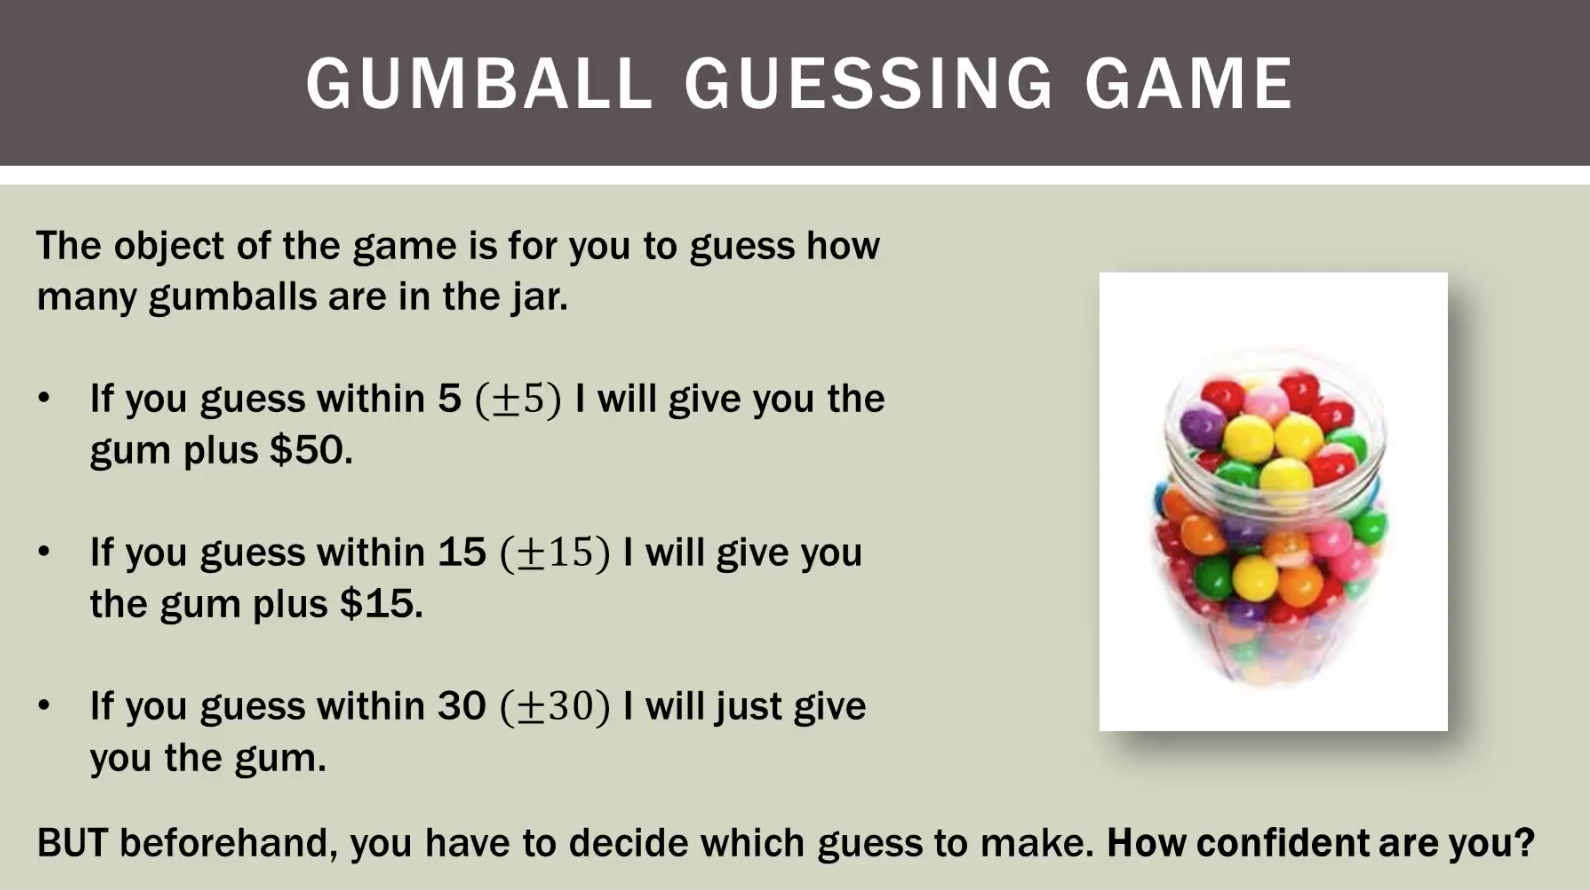 GUMBALL GUESSING GAME
The object of the game is for you to guess how
many gumballs are in the jar.
• If you guess within 5 (±5) I will give you the
gum plus $50.
• If you guess within 15 (±15) I will give you
the gum plus $15.
• If you guess within 30 (±30) I will just give
you the gum.
BUT beforehand, you have to decide which guess to make. How confident are you?